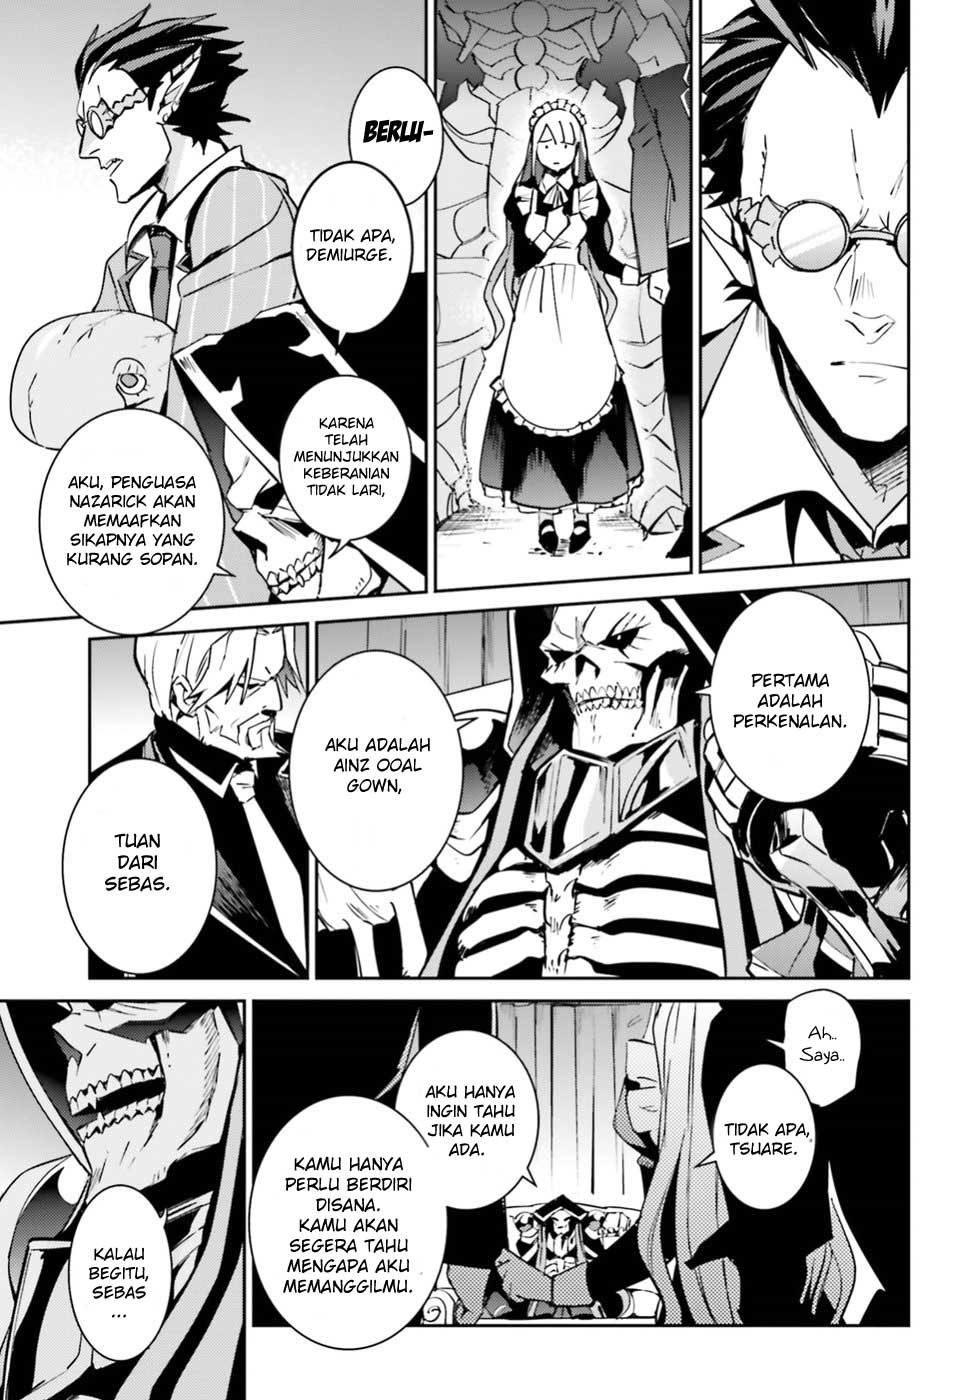 BERLU-
TIDAK APA,
DEMIURGE.
KARENA
TELAH
MENUNJUKKAN
KEBERANIAN
TIDAK LARI,
AKU, PENGUASA
NAZARICK AKAN
MEMAAFKAN
SIKAPNYA YANG
KURANG SOPAN.
PERTAMA
ADALAH
PERKENALAN.
AKU ADALAH
AINZ OOAL
GOWN,
TUAN
DARI
SEBAS.
Ah..
Saya..
TIDAK APA,
TSUARE.
AKU HANYA
INGIN TAHU
JIKA KAMU
ADA.
KAMU HANYA
PERLU BERDIRI
DISANA.
KAMU AKAN
SEGERA TAHU
MENGAPA AKU
MEMANGGILMU.
KALAU
BEGITU,
SEBAS
...